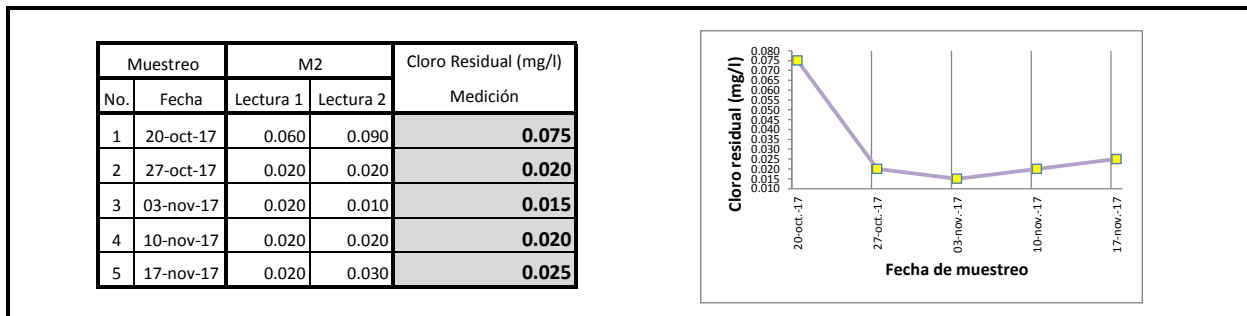 Muestreo M2 Cloro Residual (mg/l)
No. Fecha Lectura 1 Lectura 2 Medición
1 20-oct-17 0.060 0.090 0.075
2 27-oct-17 0.020 0.020 0.020
3 03-nov-17 0.020 0.010 0.015
4 10-nov-17 0.020 0.020 0.020
5 17-nov-17 0.020 0.030 0.025
Cloro residual (mg/l)
0.080
0.075
0.070
0.065
0.060
0.055
0.050
0.045
0.040
0.035
0.030
0.025
0.020
0.015
0.010
20-oct.-17
27-oct.-17
03-nov.-17
10-nov.-17
17-nov.-17
Fecha de muestreo